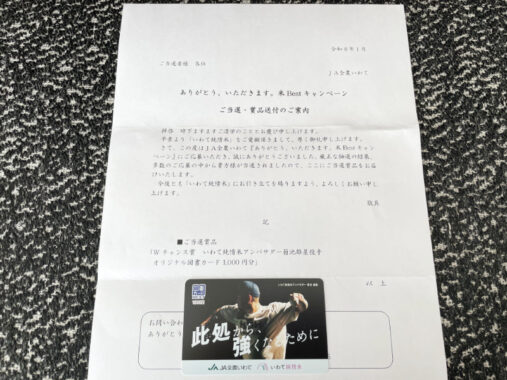 令和6年1月
ご当選者様 各位
JA全農いわて
ありがとう、いただきます。米Bestキャンペーン
ご当選・賞品送付のご案内
拝啓 時下ますますご清栄のこととお慶び申し上げます。
平素より「いわて純情米」をご愛顧頂きまして、厚く御礼申し上げます。
さて、この度はJA全農いわて『ありがとう、いただきます。米Bestキャン
ペーン』にご応募いただき、誠にありがとうございました。厳正な抽選の結果、
多数のご応募の中から貴方様が当選されましたので、ここにご当選賞品をお届
けいたします。
今後とも「いわて純情米」にお引き立てを賜りますよう、よろしくお願い申し
上げます。
敬具
記
■ご当選賞品
「Wチャンス賞 いわて純情米アンバサダー菊池雄星投手
オリジナル図書カード1,000円分」
以上
お問い合わ
ありがとう
此処から、
強くなるために
JA全農いわて
いわて純情米